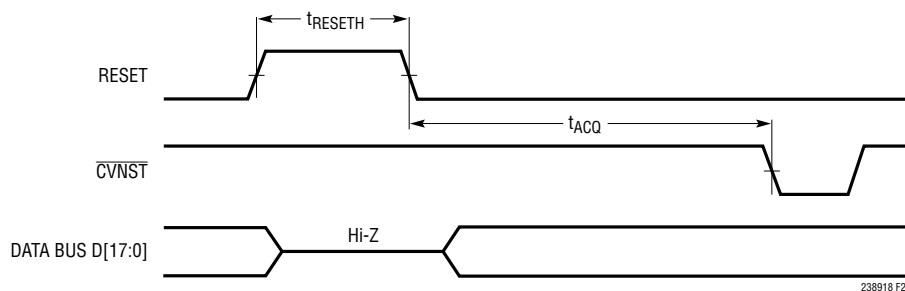 tRESETH
RESET
tACQ
CVNST
Hi-Z
DATA BUS D[17:0]
238918 F2